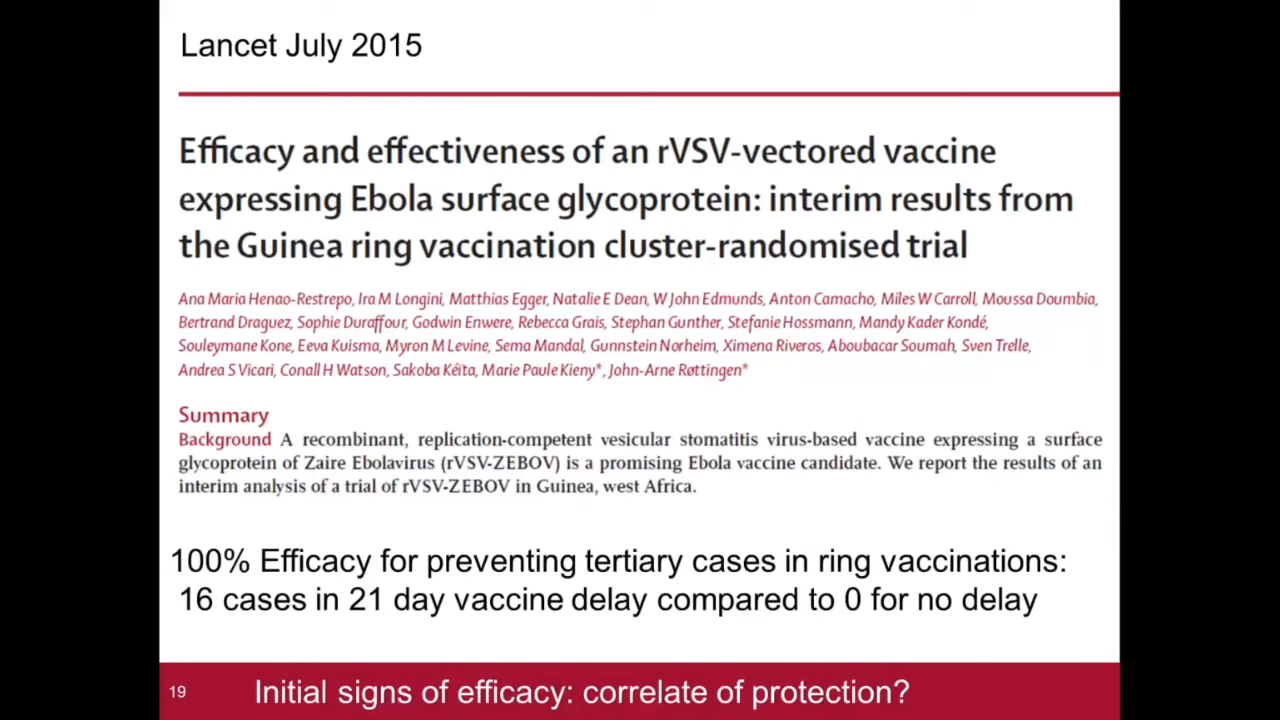 Lancet July 2015
Efficacy and effectiveness of an rVSV-vectored vaccine
expressing Ebola surface glycoprotein: interim results from
the Guinea ring vaccination cluster-randomised trial
Ana Maria Henao-Restrepo, Ira M Longini, Matthias Egger, Natalie E Dean, W John Edmunds, Anton Camacho, Miles W Carroll, Moussa Doumbia,
Bertrand Draguez, Sophie Duraffour, Godwin Enwere, Rebecca Grais, Stephan Gunther, Stefanie Hossmann, Mandy Kader Kondé,
Souleymane Kone, Eeva Kuisma, Myron M Levine, Sema Mandal, Gunnstein Norheim, Ximena Riveros, Aboubacar Soumah, Sven Trelle,
Andrea S Vicari, Conall H Watson, Sakoba Kéïta, Marie Paule Kieny*, John-Arne Røttingen*
Summary
Background A recombinant, replication-competent vesicular stomatitis virus-based vaccine expressing a surface
glycoprotein of Zaire Ebolavirus (rVSV-ZEBOV) is a promising Ebola vaccine candidate. We report the results of an
interim analysis of a trial of rVSV-ZEBOV in Guinea, west Africa.
100% Efficacy for preventing tertiary cases in ring vaccinations:
16 cases in 21 day vaccine delay compared to 0 for no delay
19 Initial signs of efficacy: correlate of protection?